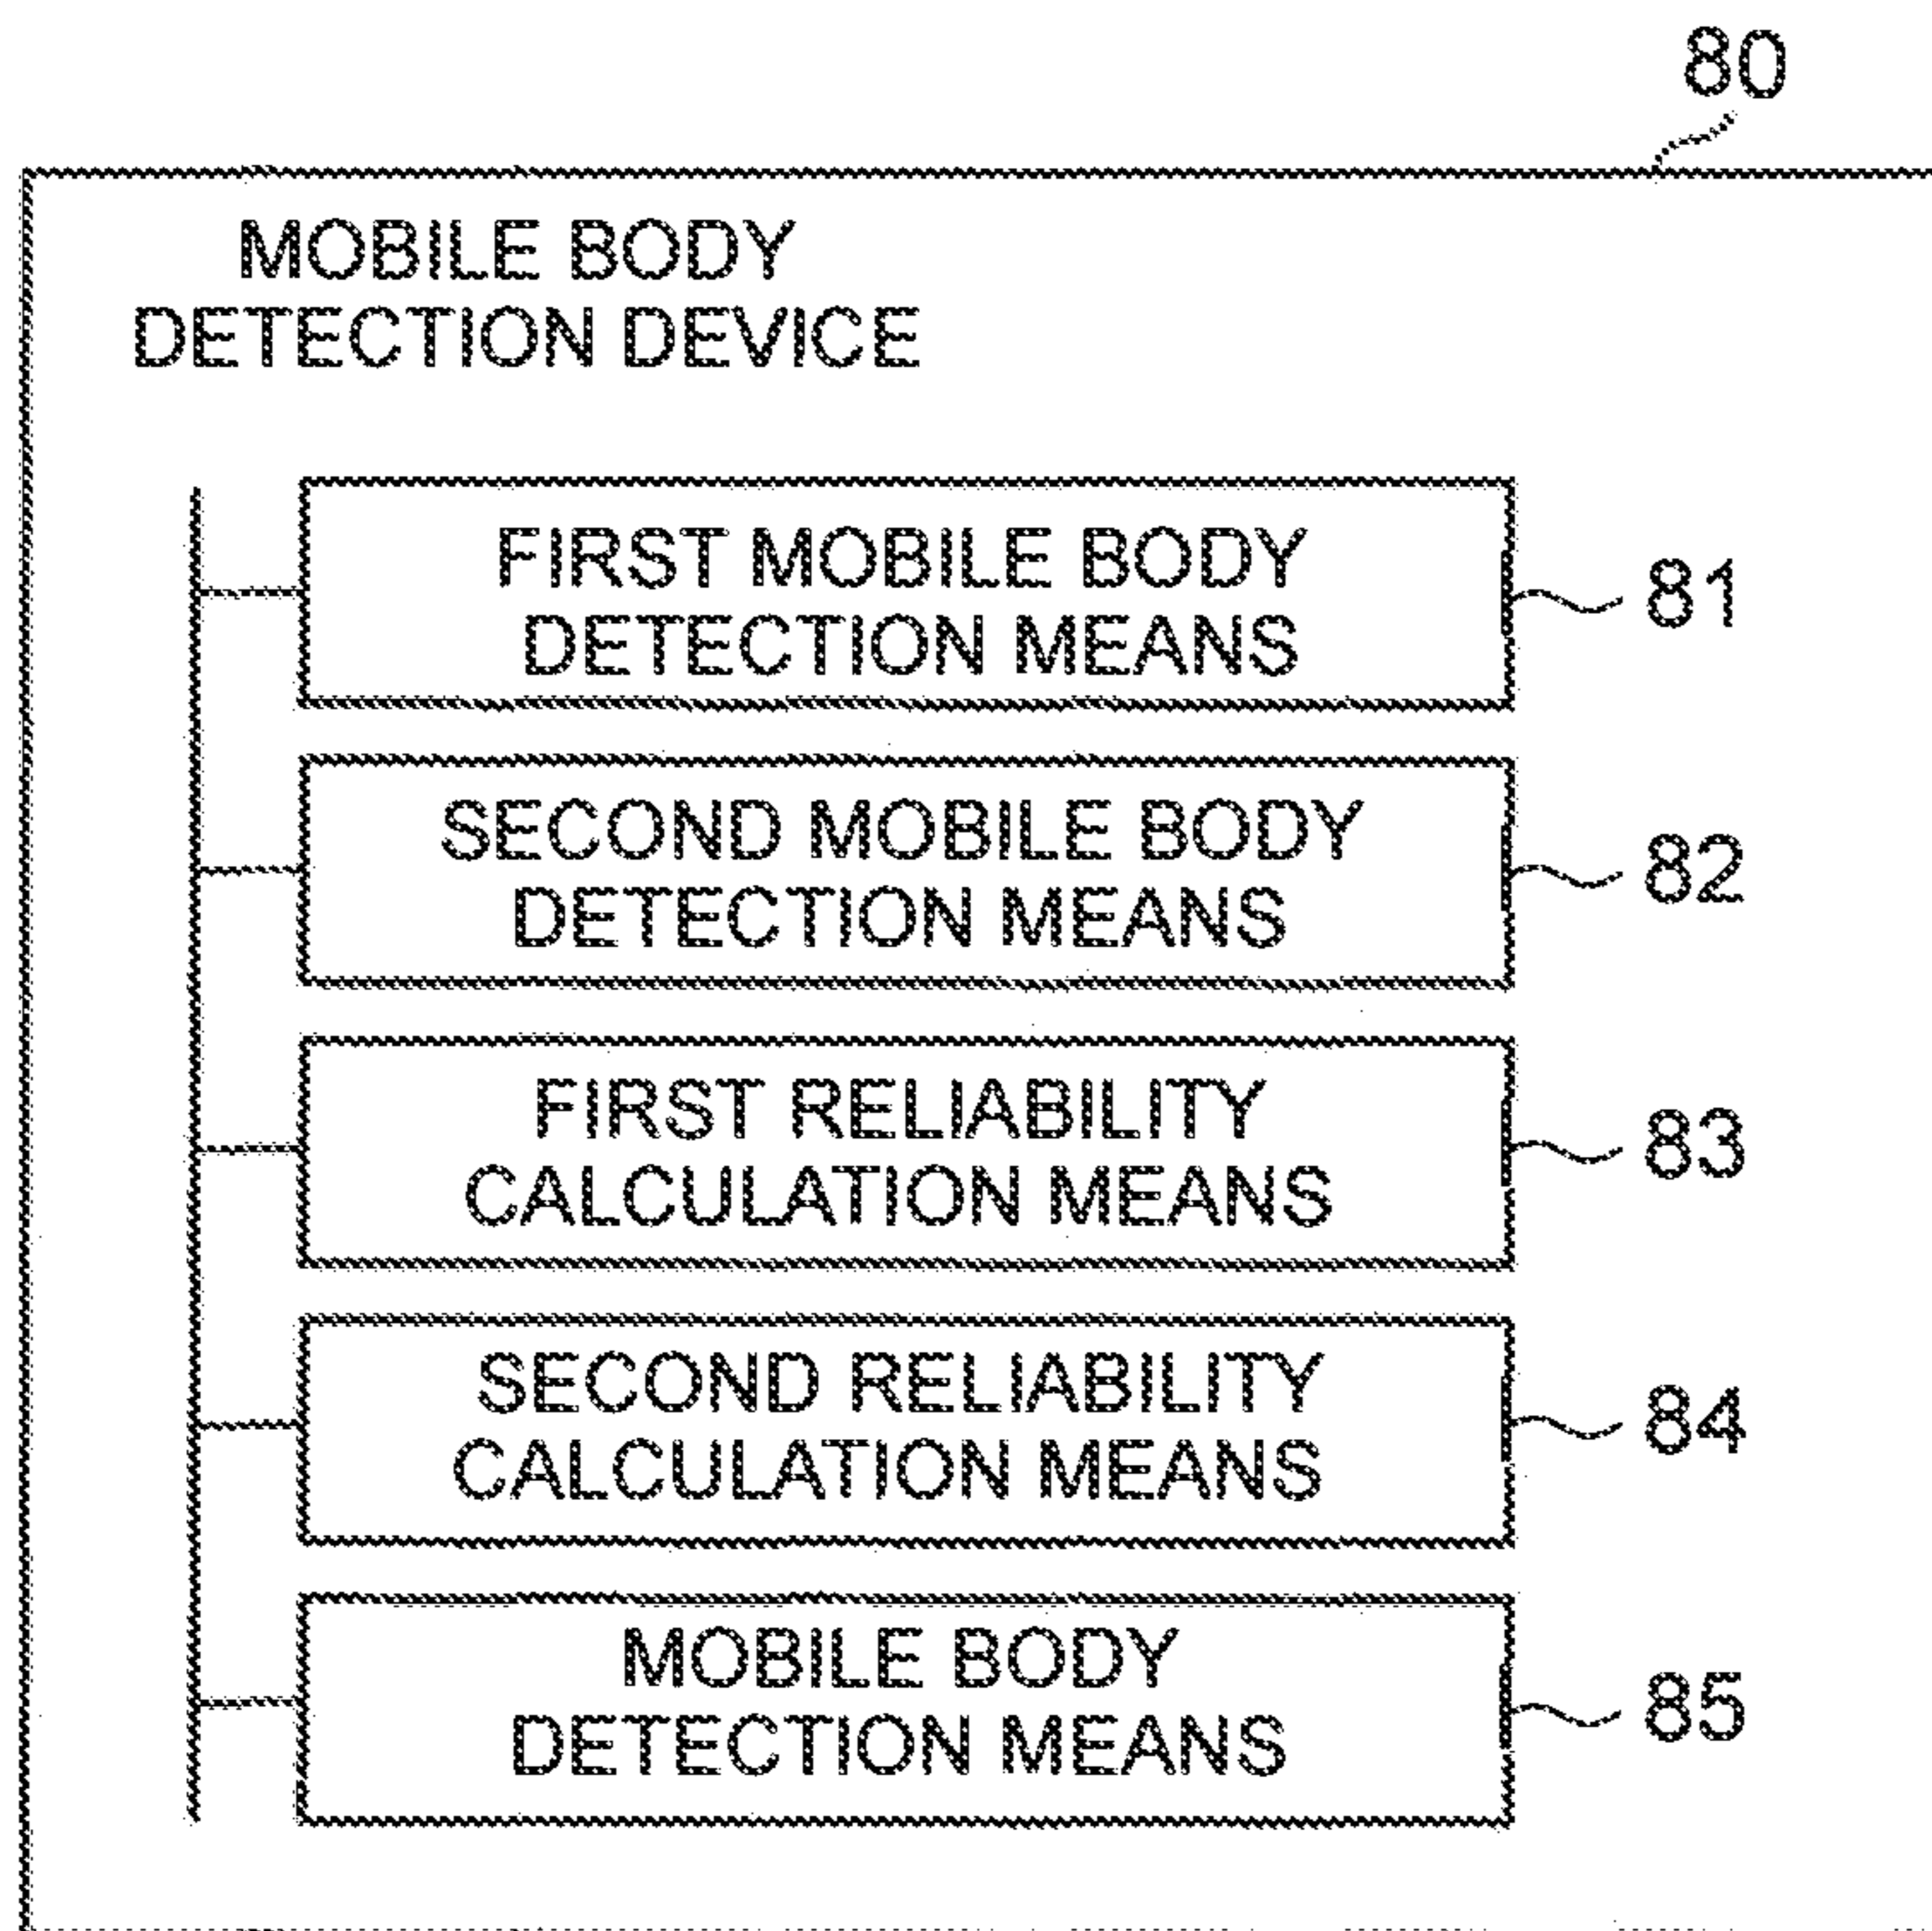 80
MOBILE BODY
DETECTION DEVICE
FIRST MOBILE BODY
DETECTION MEANS
81
SECOND MOBILE BODY
DETECTION MEANS
82
FIRST RELIABILITY
CALCULATION MEANS
83
SECOND RELIABILITY
CALCULATION MEANS
84
MOBILE BODY
DETECTION MEANS
85